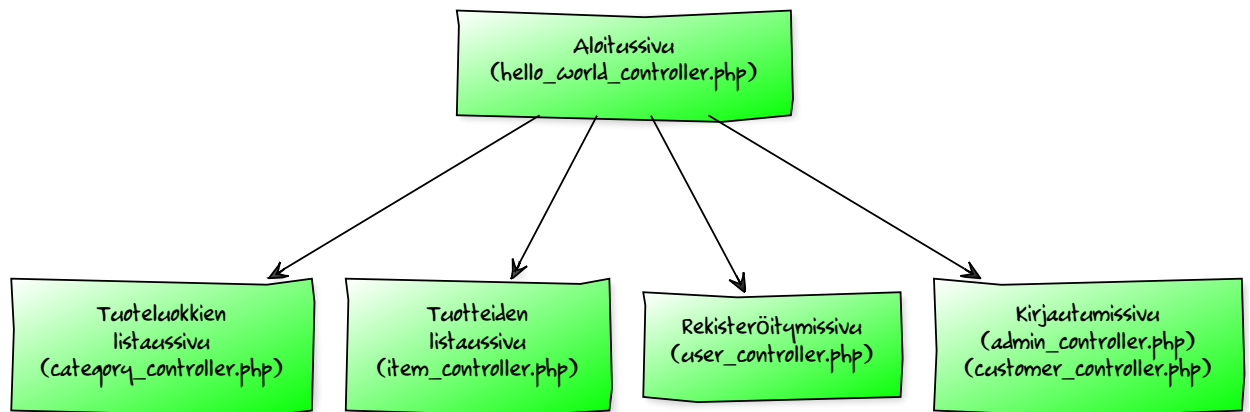 Aloitussivu
(hello_world_controller.php)
Tuoteluokkien
listaussivu
(category_controller.php)
Tuotteiden
listaussivu
(item_controller.php)
Rekisteröitymissivu
(user_controller.php)
Kirjautumissivu
(admin_controller.php)
(customer_controller.php)